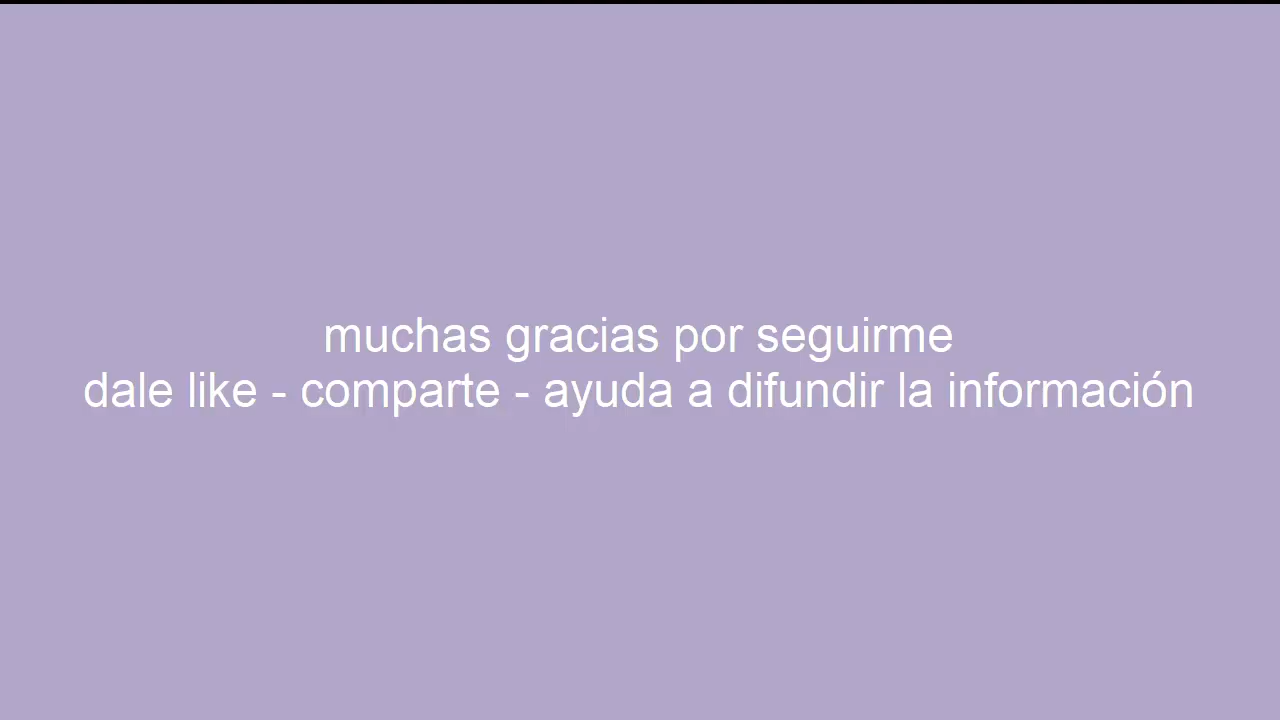 muchas gracias por seguirme
dale like - comparte - ayuda a difundir la información